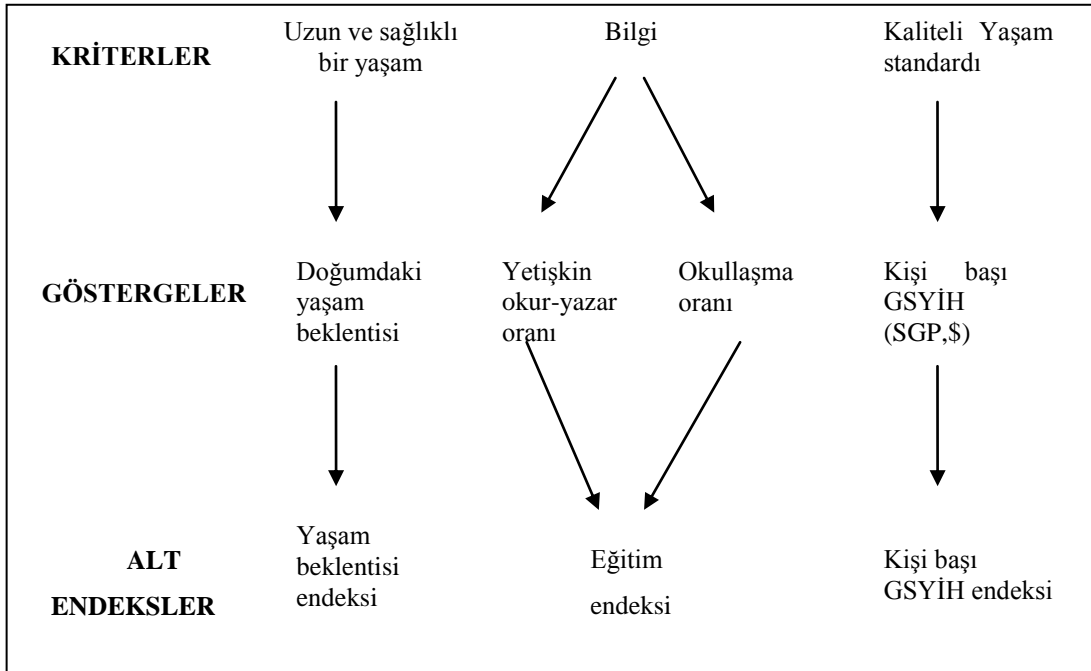 KRİTERLER
Uzun ve sağlıklı
bir yaşam
Bilgi
Kaliteli Yaşam
standardı
GÖSTERGELER
Doğumdaki
yaşam
beklentisi
Yetişkin
okur-yazar
oranı
Okullaşma
oranı
Kişi başı
GSYİH
(SGP,$)
ALT
ENDEKSLER
Yaşam
beklentisi
endeksi
Eğitim
endeksi
Kişi başı
GSYİH endeksi